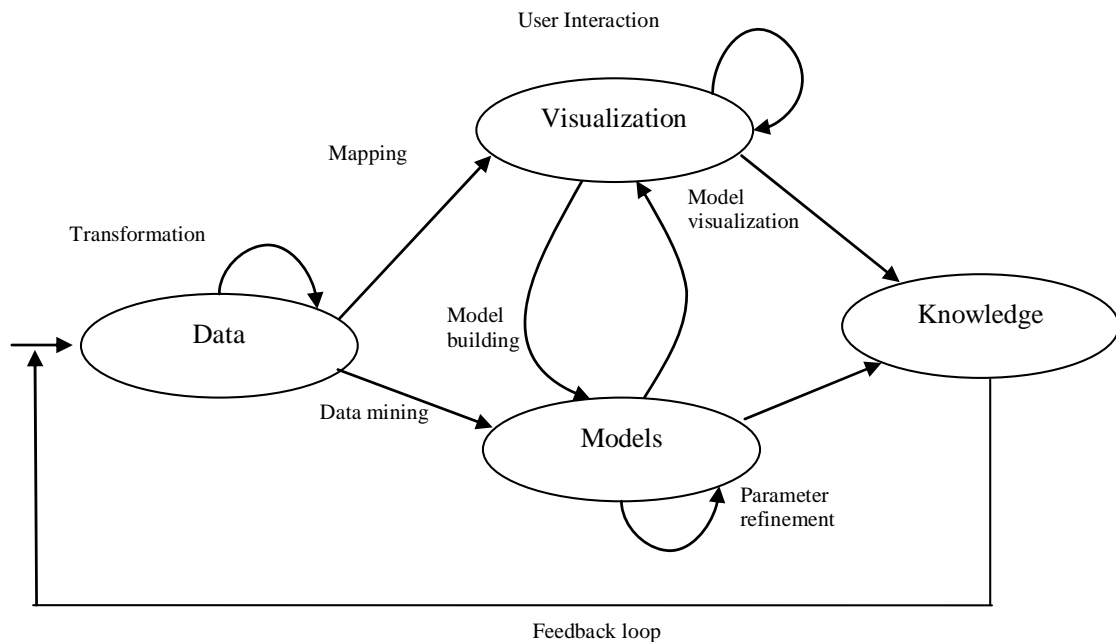 User Interaction
Visualization
Mapping
Model
visualization
Transformation
Data
Model
building
Knowledge
Data mining
Models
Parameter
refinement
Feedback loop